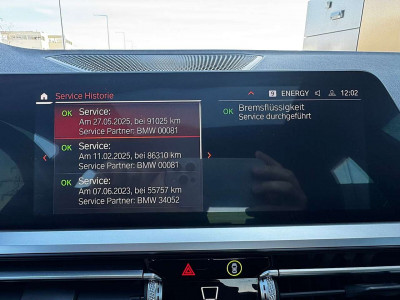 Service Historie
ENERGY 12:02
OK Service:
Am 27.05.2025, bei 91025 km
Service Partner: BMW 00081
OK Service:
Am 11.02.2025, bei 86310 km
Service Partner: BMW 00081
OK Service:
Am 07.06.2023, bei 55757 km
Service Partner: BMW 34052
OK Bremsflüssigkeit
Service durchgeführt